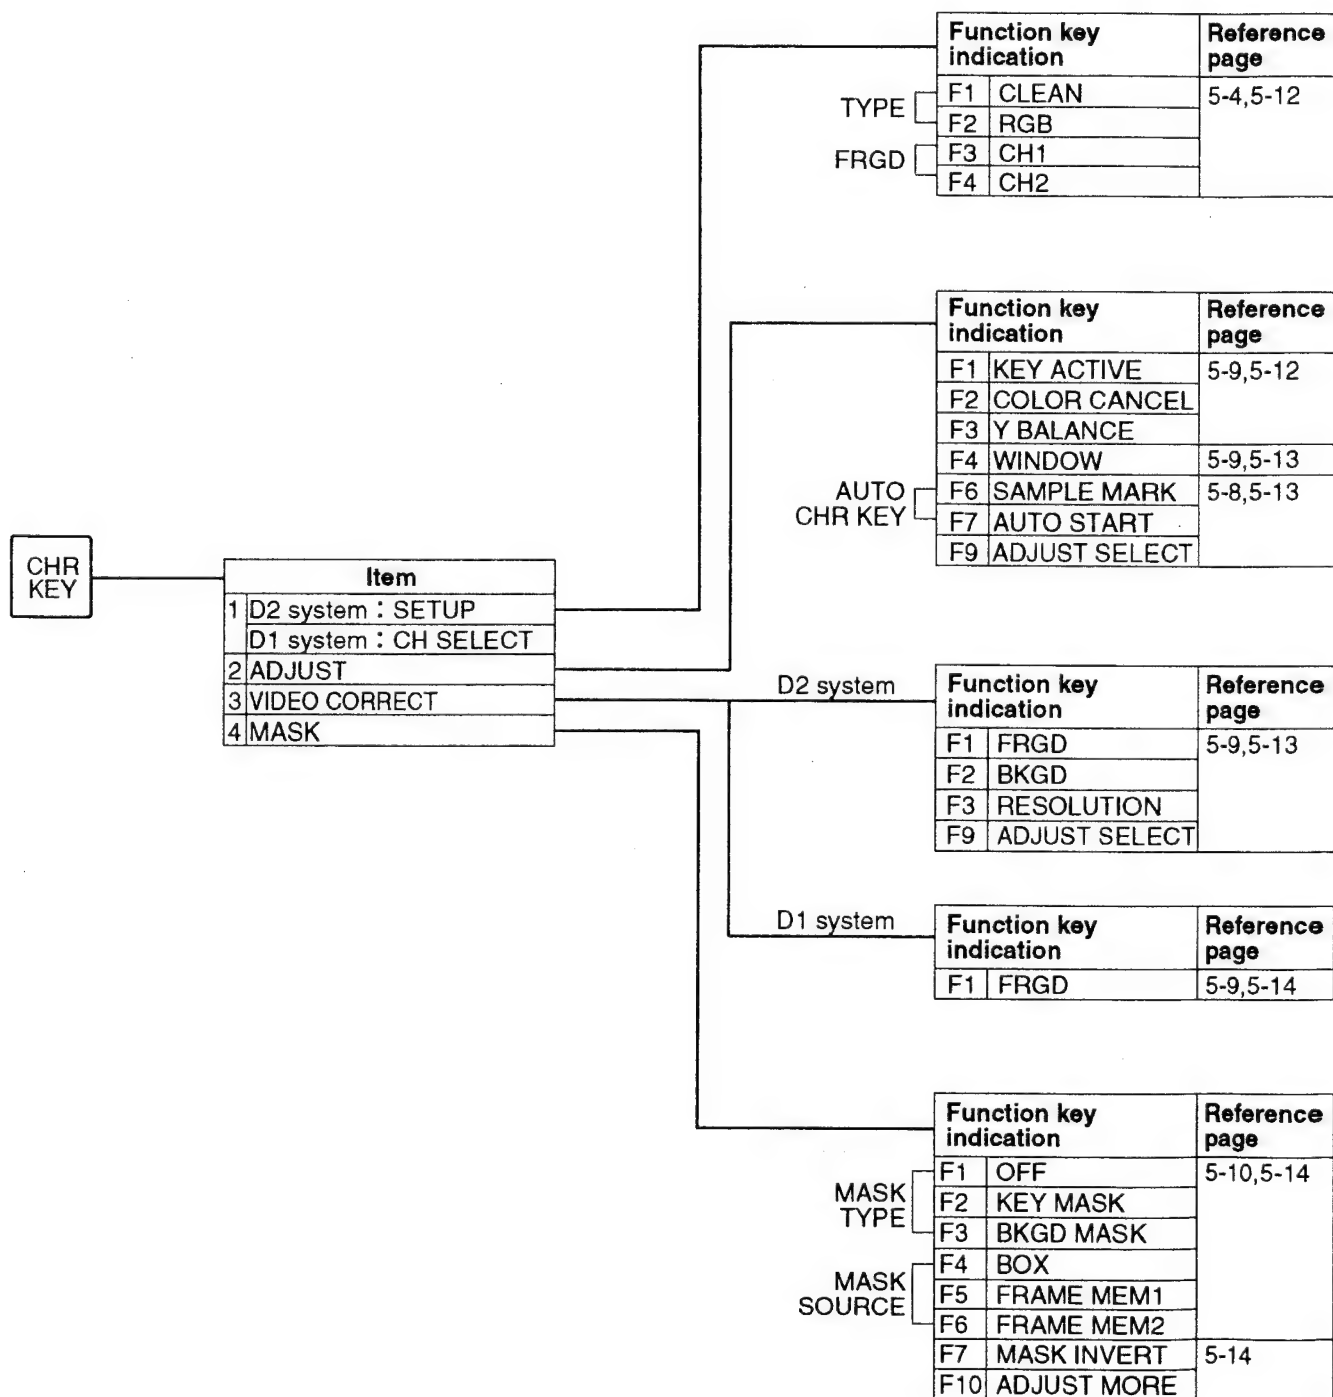 CHR
KEY
Item
1 D2 system : SETUP
D1 system : CH SELECT
2 ADJUST
3 VIDEO CORRECT
4 MASK
Function key indication Reference page
TYPE
F1 CLEAN 5-4,5-12
F2 RGB
FRGD
F3 CH1
F4 CH2
Function key indication Reference page
F1 KEY ACTIVE 5-9,5-12
F2 COLOR CANCEL
F3 Y BALANCE
F4 WINDOW 5-9,5-13
AUTO CHR KEY
F6 SAMPLE MARK 5-8,5-13
F7 AUTO START
F9 ADJUST SELECT
D2 system
Function key indication Reference page
F1 FRGD 5-9,5-13
F2 BKGD
F3 RESOLUTION
F9 ADJUST SELECT
D1 system
Function key indication Reference page
F1 FRGD 5-9,5-14
Function key indication Reference page
MASK TYPE
F1 OFF 5-10,5-14
F2 KEY MASK
F3 BKGD MASK
MASK SOURCE
F4 BOX
F5 FRAME MEM1
F6 FRAME MEM2
F7 MASK INVERT 5-14
F10 ADJUST MORE